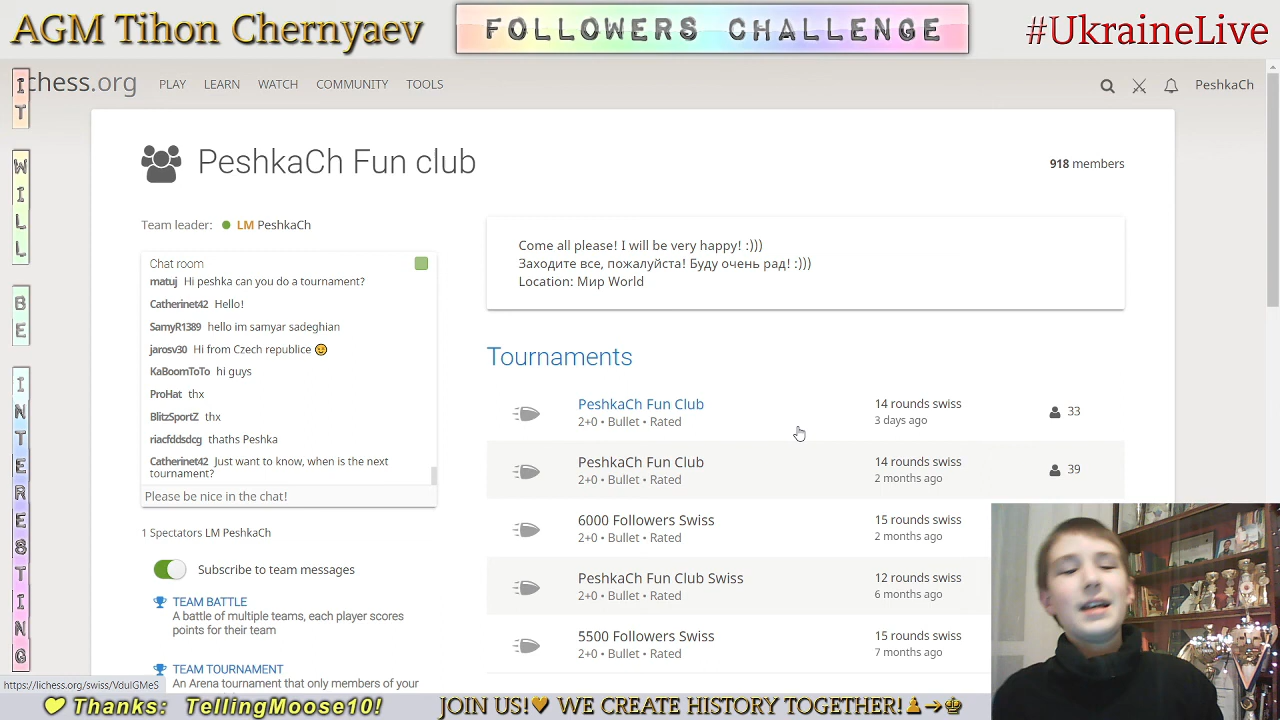 AGM Tihon Chernyaev
FOLLOWERS CHALLENGE
#UkraineLive
IT WILL BE INTERESTING
chess.org
PLAY LEARN WATCH COMMUNITY TOOLS
PeshkaCh
PeshkaCh Fun club
918 members
Team leader: LM PeshkaCh
Chat room
matuj Hi peshka can you do a tournament?
Catherinet42 Hello!
SamyR1389 hello im samyar sadeghian
jarosv30 Hi from Czech republice
KaBoomToTo hi guys
ProHat thx
BlitzSportZ thx
riacfddsdcg thaths Peshka
Catherinet42 Just want to know, when is the next
tournament?
Please be nice in the chat!
1 Spectators LM PeshkaCh
Subscribe to team messages
TEAM BATTLE
A battle of multiple teams, each player scores
points for their team
TEAM TOURNAMENT
An Arena tournament that only members of your
Come all please! I will be very happy! :)))
Заходите все, пожалуйста! Буду очень рад! :)))
Location: Мир World
Tournaments
PeshkaCh Fun Club 14 rounds swiss 33
2+0 • Bullet • Rated 3 days ago
PeshkaCh Fun Club 14 rounds swiss 39
2+0 • Bullet • Rated 2 months ago
6000 Followers Swiss 15 rounds swiss
2+0 • Bullet • Rated 2 months ago
PeshkaCh Fun Club Swiss 12 rounds swiss
2+0 • Bullet • Rated 6 months ago
5500 Followers Swiss 15 rounds swiss
2+0 • Bullet • Rated 7 months ago
https://lichess.org/swiss/VduIGMeS
Thanks: TellingMoose10!
JOIN US! WE CREATE HISTORY TOGETHER!